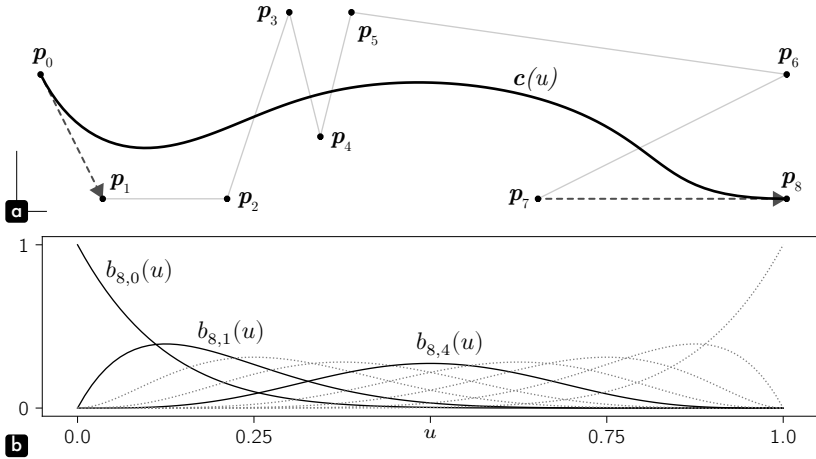 p₀
p₃
p₅
p₆
c(u)
p₄
p₁
p₂
p₇
p₈
a
1
b₈,₀(u)
b₈,₁(u)
b₈,₄(u)
0
0.0
0.25
u
0.75
1.0
b